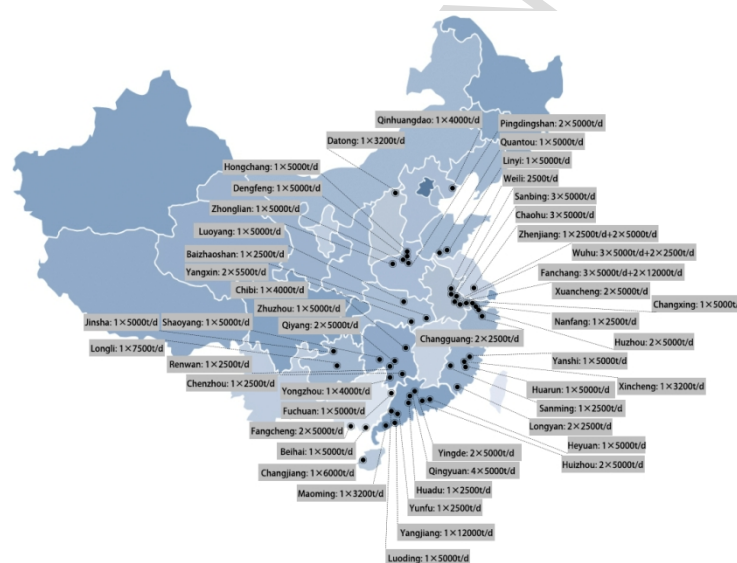 Qinhuangdao: 1×4000t/d
Pingdingshan: 2×5000t/d
Datong: 1×3200t/d
Quantou: 1×5000t/d
Linyi: 1×5000t/d
Hongchang: 1×5000t/d
Weili: 2500t/d
Dengfeng: 1×5000t/d
Sanbing: 3×5000t/d
Zhonglian: 1×5000t/d
Chaohu: 3×5000t/d
Luoyang: 1×5000t/d
Zhenjiang: 1×2500t/d+2×5000t/d
Baizhaoshan: 1×2500t/d
Wuhu: 3×5000t/d+2×2500t/d
Yangxin: 2×5500t/d
Fanchang: 3×5000t/d+2×12000t/d
Chibi: 1×4000t/d
Xuancheng: 2×5000t/d
Zhuzhou: 1×5000t/d
Changxing: 1×5000t/
Jinsha: 1×5000t/d
Shaoyang: 1×5000t/d
Qiyang: 2×5000t/d
Nanfang: 1×2500t/d
Changguang: 2×2500t/d
Huzhou: 2×5000t/d
Longli: 1×7500t/d
Renwan: 1×2500t/d
Yanshi: 1×5000t/d
Chenzhou: 1×2500t/d
Yongzhou: 1×4000t/d
Huarun: 1×5000t/d
Xincheng: 1×3200t/d
Fuchuan: 1×5000t/d
Sanming: 1×2500t/d
Fangcheng: 2×5000t/d
Longyan: 2×2500t/d
Beihai: 1×5000t/d
Yingde: 2×5000t/d
Heyuan: 1×5000t/d
Changjiang: 1×6000t/d
Qingyuan: 4×5000t/d
Huizhou: 2×5000t/d
Maoming: 1×3200t/d
Huadu: 1×2500t/d
Yunfu: 1×2500t/d
Yangjiang: 1×12000t/d
Luoding: 1×5000t/d